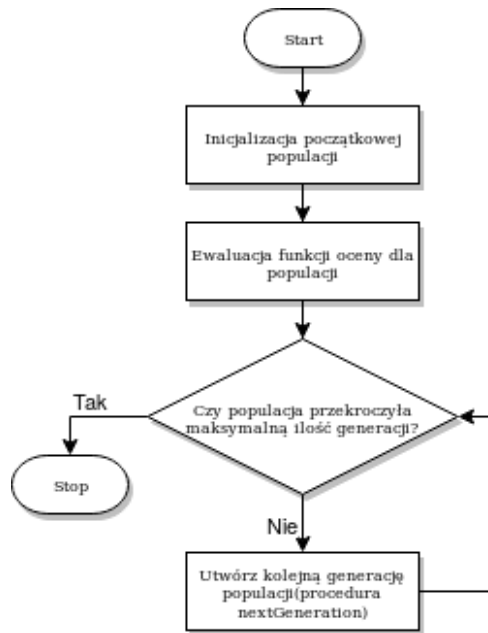 Start
Inicjalizacja początkowej
populacji
Ewaluacja funkcji oceny dla
populacji
Czy populacja przekroczyła
maksymalną ilość generacji?
Tak
Stop
Nie
Utwórz kolejną generację
populacji(procedura
nextGeneration)